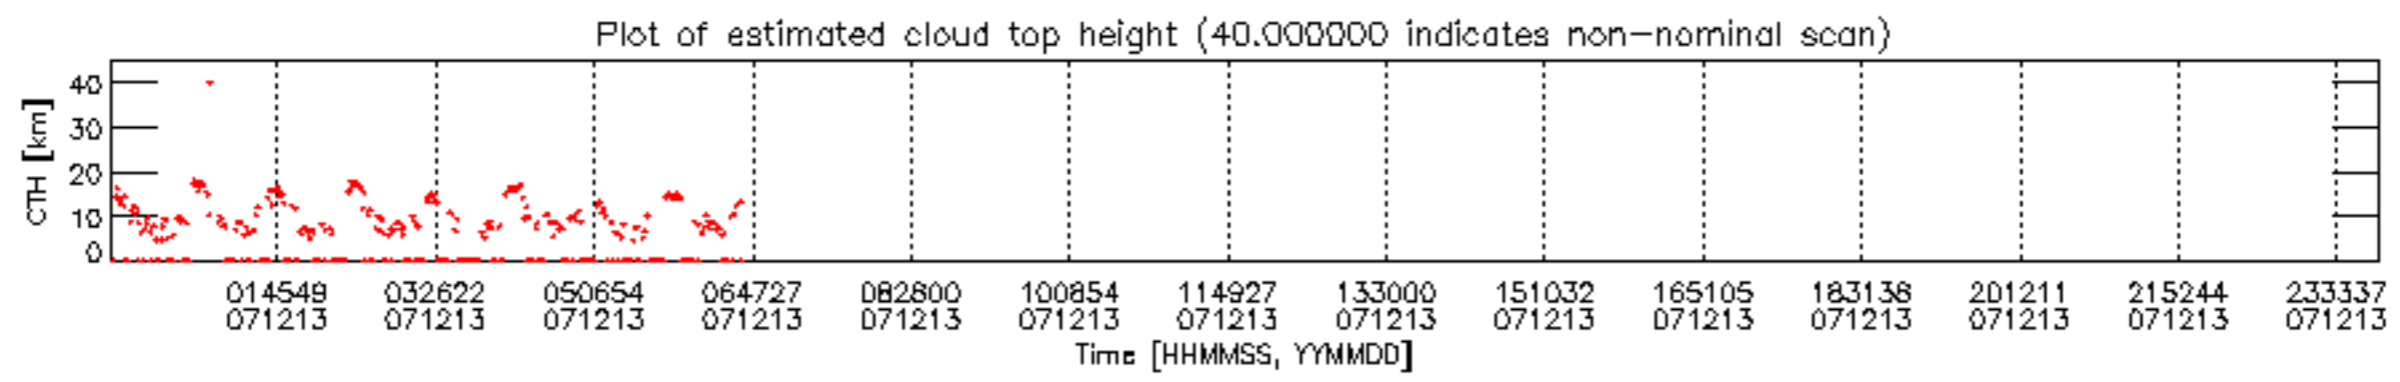 Plot of estimated cloud top height (40.000000 indicates non-nominal scan)
CTH [km]
40
30
20
10
0
014549 032622 050654 064727 082800 100854 114927 133000 151032 165105 183138 201211 215244 233337
071213 071213 071213 071213 071213 071213 071213 071213 071213 071213 071213 071213 071213 071213
Time [HHMMSS, YYMMDD]